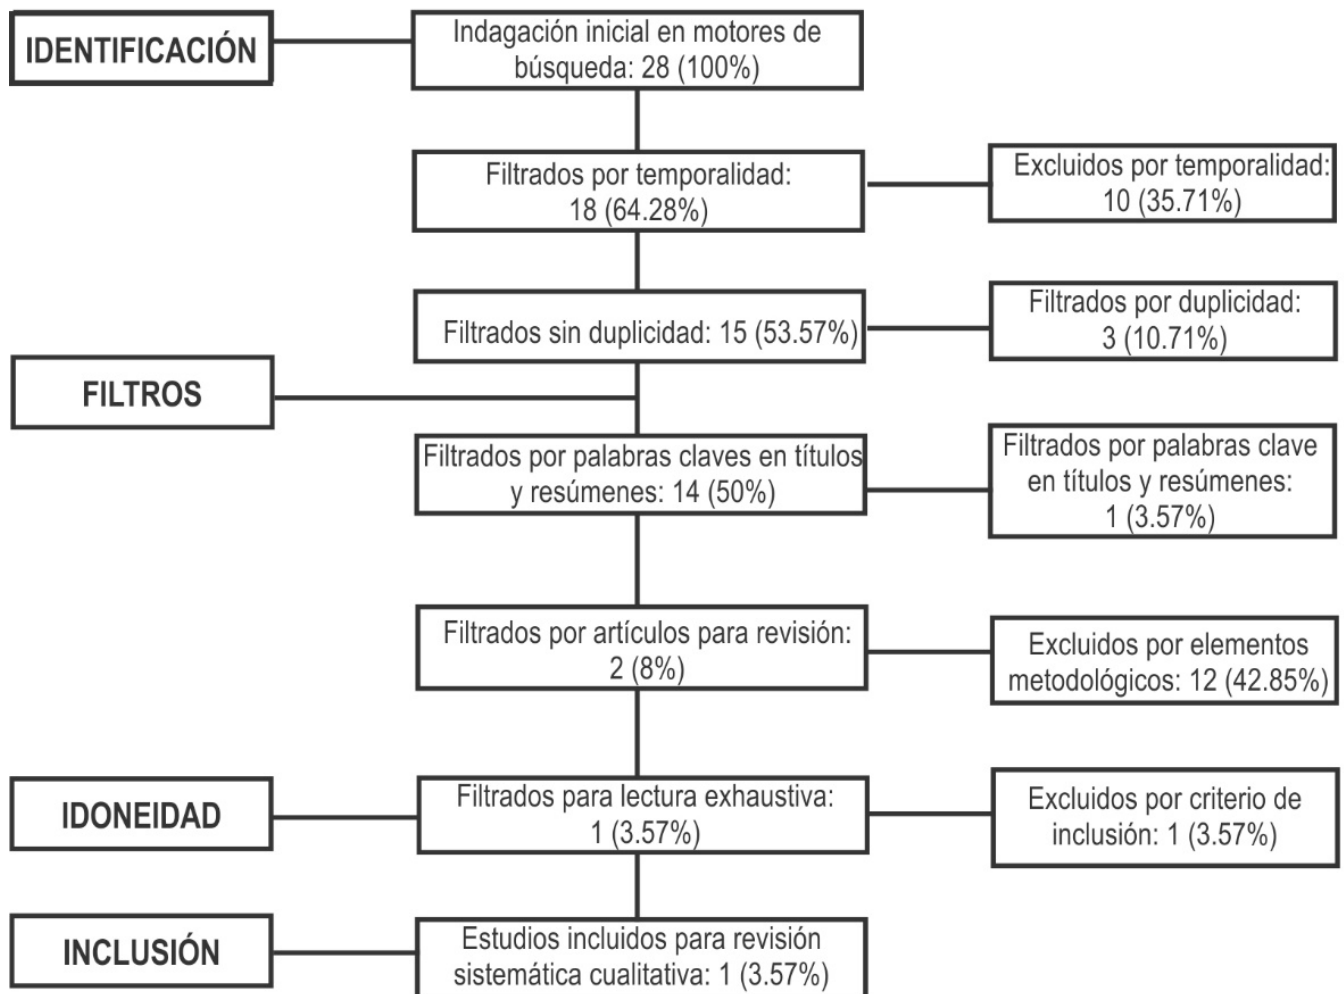 IDENTIFICACIÓN
Indagación inicial en motores de
búsqueda: 28 (100%)
Filtrados por temporalidad:
18 (64.28%)
Excluidos por temporalidad:
10 (35.71%)
Filtrados sin duplicidad: 15 (53.57%)
Filtrados por duplicidad:
3 (10.71%)
FILTROS
Filtrados por palabras claves en títulos
y resúmenes: 14 (50%)
Filtrados por palabras clave
en títulos y resúmenes:
1 (3.57%)
Filtrados por artículos para revisión:
2 (8%)
Excluidos por elementos
metodológicos: 12 (42.85%)
IDONEIDAD
Filtrados para lectura exhaustiva:
1 (3.57%)
Excluidos por criterio de
inclusión: 1 (3.57%)
INCLUSIÓN
Estudios incluidos para revisión
sistemática cualitativa: 1 (3.57%)